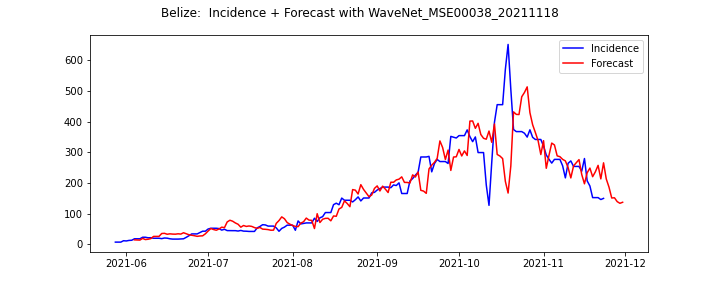 Belize:  Incidence + Forecast with WaveNet_MSE00038_20211118
Incidence
Forecast
600
500
400
300
200
100
0
2021-06 2021-07 2021-08 2021-09 2021-10 2021-11 2021-12